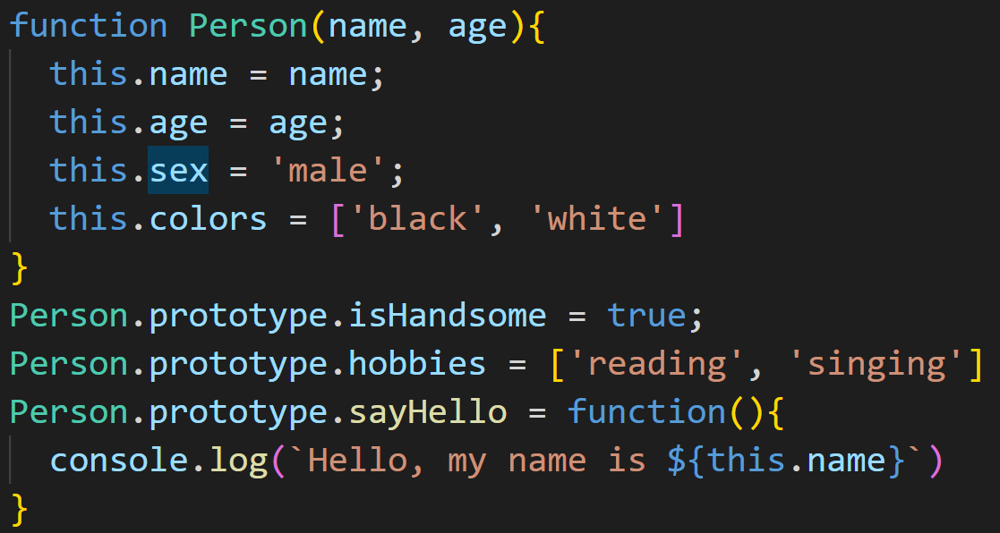 function Person(name, age){
  this.name = name;
  this.age = age;
  this.sex = 'male';
  this.colors = ['black', 'white']
}
Person.prototype.isHandsome = true;
Person.prototype.hobbies = ['reading', 'singing']
Person.prototype.sayHello = function(){
  console.log(`Hello, my name is ${this.name}`)
}